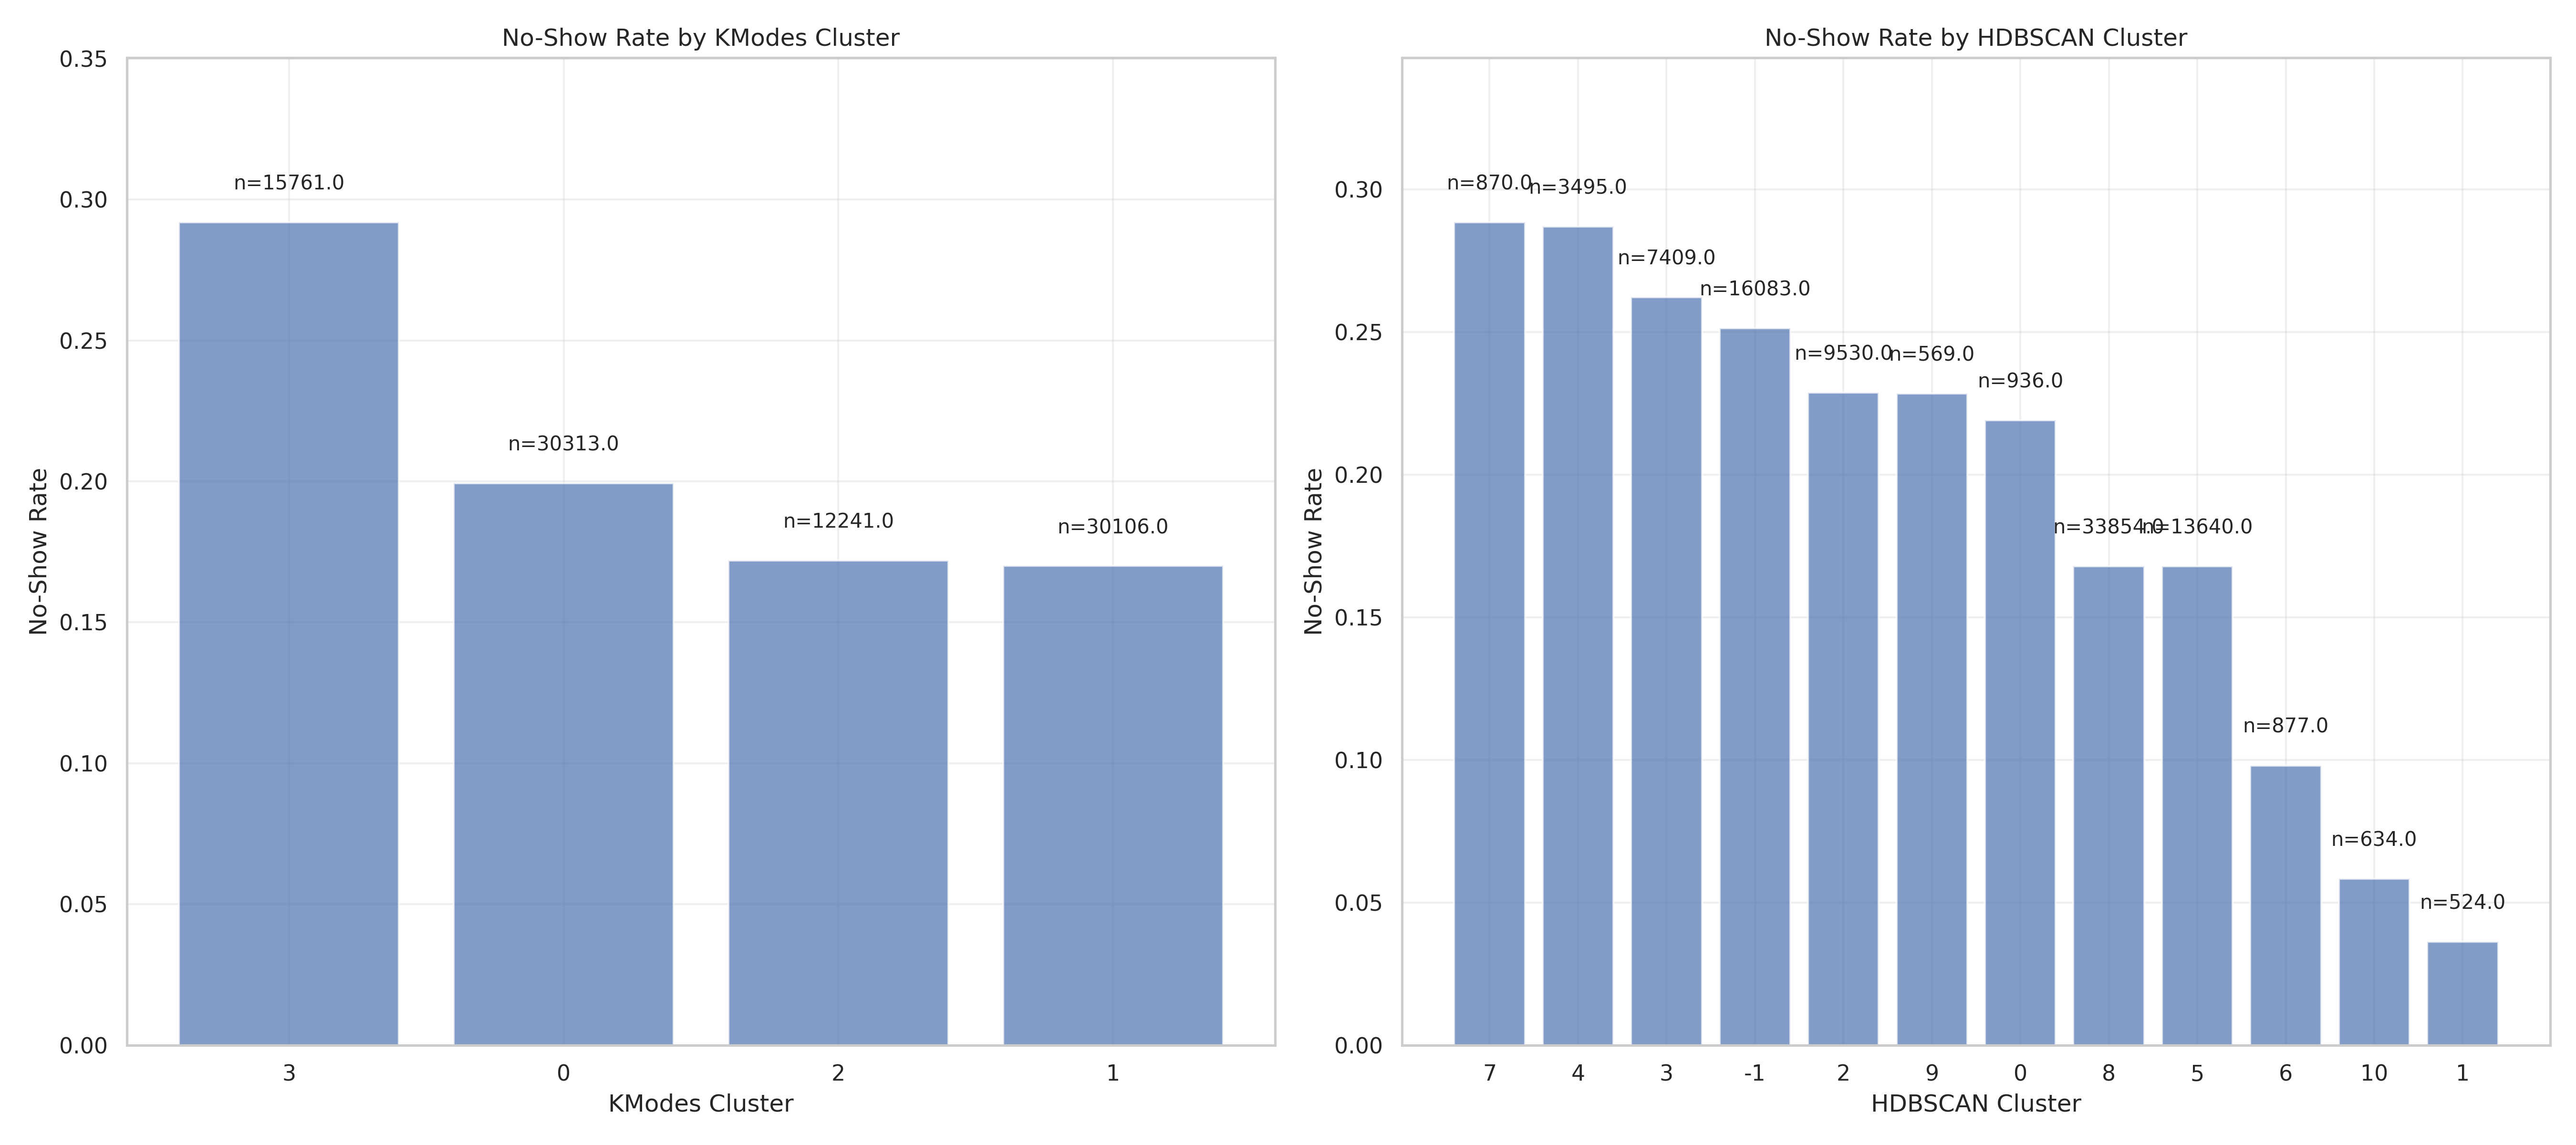 No-Show Rate by KModes Cluster
No-Show Rate
0.35
0.30
0.25
0.20
0.15
0.10
0.05
0.00
n=15761.0
n=30313.0
n=12241.0
n=30106.0
3 0 2 1
KModes Cluster
No-Show Rate by HDBSCAN Cluster
No-Show Rate
0.30
0.25
0.20
0.15
0.10
0.05
0.00
n=870.0
n=3495.0
n=7409.0
n=16083.0
n=9530.0
n=569.0
n=936.0
n=33854.0
n=13640.0
n=877.0
n=634.0
n=524.0
7 4 3 -1 2 9 0 8 5 6 10 1
HDBSCAN Cluster